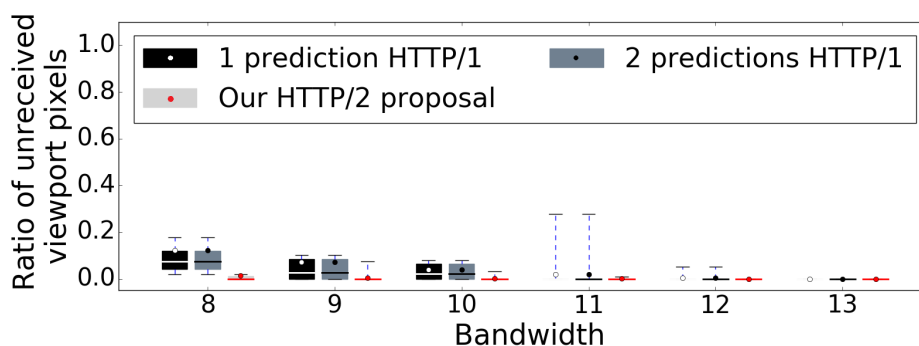 Ratio of unreceived
viewport pixels
1.0
0.8
0.6
0.4
0.2
0.0
1 prediction HTTP/1
2 predictions HTTP/1
Our HTTP/2 proposal
8 9 10 11 12 13
Bandwidth